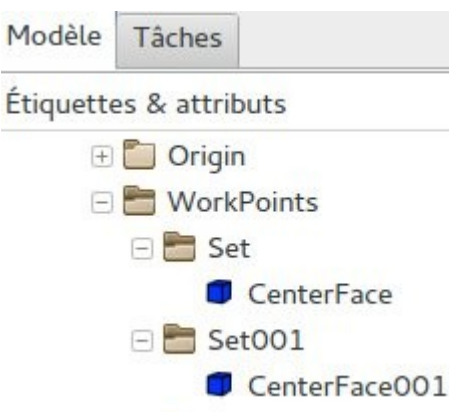 Modèle Tâches
Étiquettes & attributs
Origin
WorkPoints
Set
CenterFace
Set001
CenterFace001